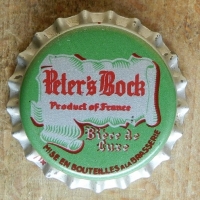 Peter's Bock
Product of France
Bière de
Luxe
MISE EN BOUTEILLES A LA BRASSERIE